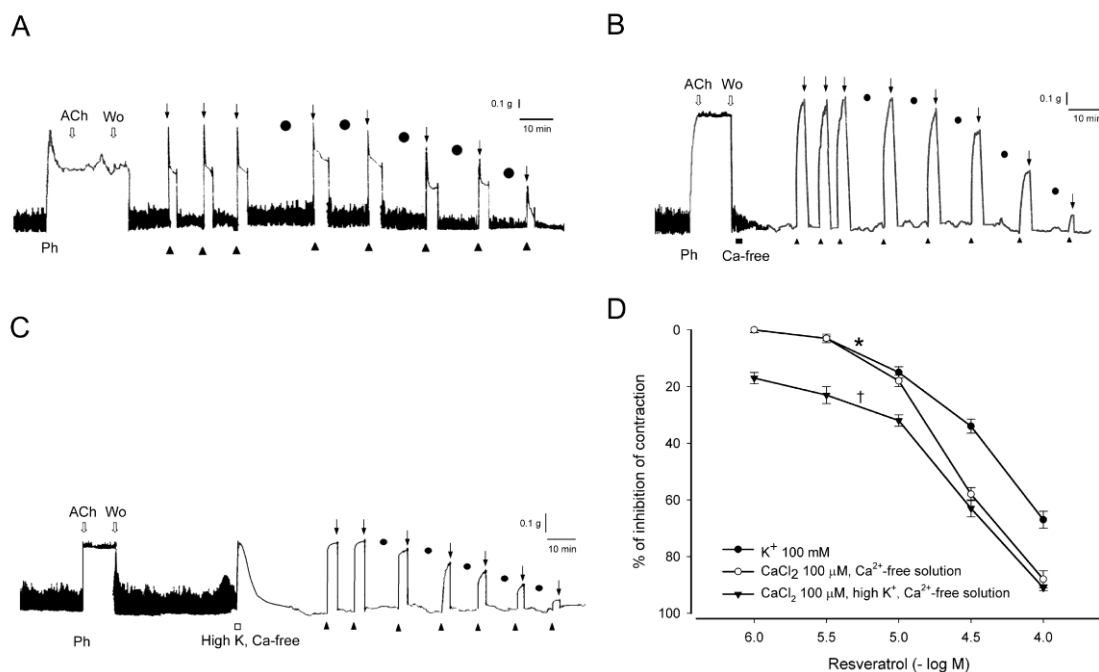 A
ACh Wo
0.1 g
10 min
Ph
B
ACh Wo
0.1 g
10 min
Ph Ca-free
C
ACh Wo
0.1 g
10 min
Ph
High K, Ca-free
D
% of inhibition of contraction
0
20
40
60
80
100
*
†
K⁺ 100 mM
CaCl₂ 100 µM, Ca²⁺-free solution
CaCl₂ 100 µM, high K⁺, Ca²⁺-free solution
6.0 5.5 5.0 4.5 4.0
Resveratrol (- log M)